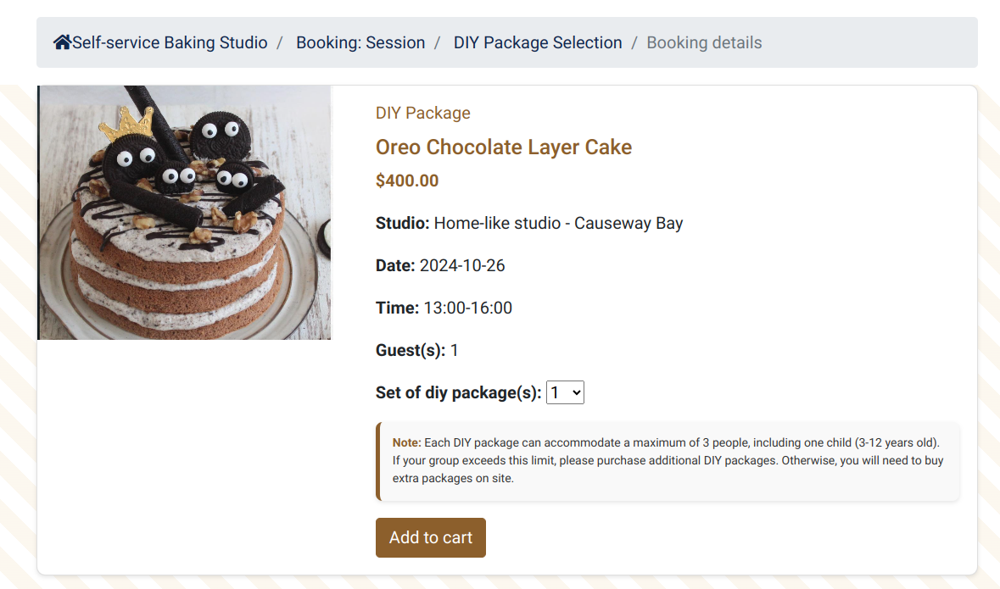 Self-service Baking Studio / Booking: Session / DIY Package Selection / Booking details
DIY Package
Oreo Chocolate Layer Cake
$400.00
Studio: Home-like studio - Causeway Bay
Date: 2024-10-26
Time: 13:00-16:00
Guest(s): 1
Set of diy package(s): 1
Note: Each DIY package can accommodate a maximum of 3 people, including one child (3-12 years old).
If your group exceeds this limit, please purchase additional DIY packages. Otherwise, you will need to buy
extra packages on site.
Add to cart